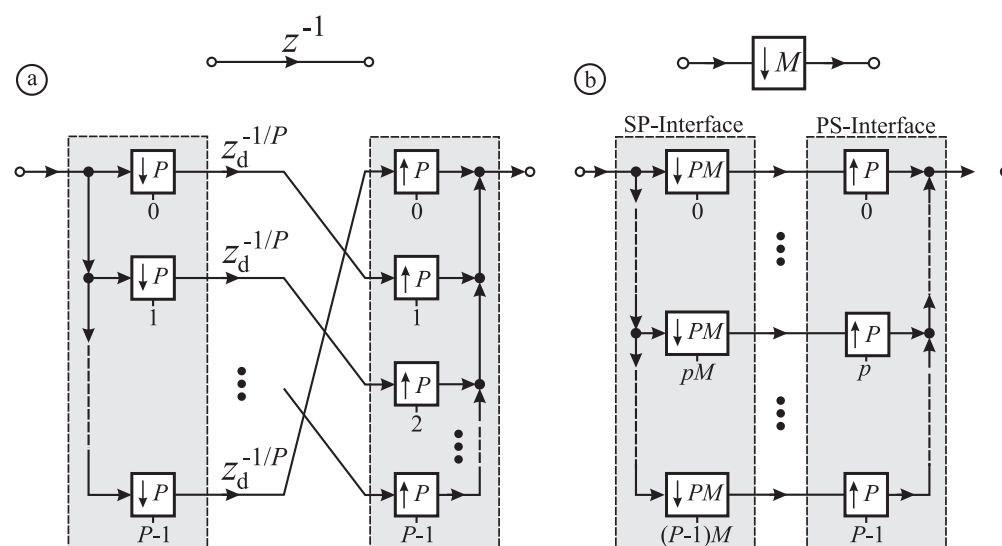 z^-1
a
z_d^-1/P
↓ P
0
z_d^-1/P
↓ P
1
z_d^-1/P
↓ P
P-1
↑ P
0
↑ P
1
↑ P
2
↑ P
P-1
b
↓ M
SP-Interface
PS-Interface
↓ PM
0
↑ P
0
↓ PM
pM
↑ P
p
↓ PM
(P-1)M
↑ P
P-1